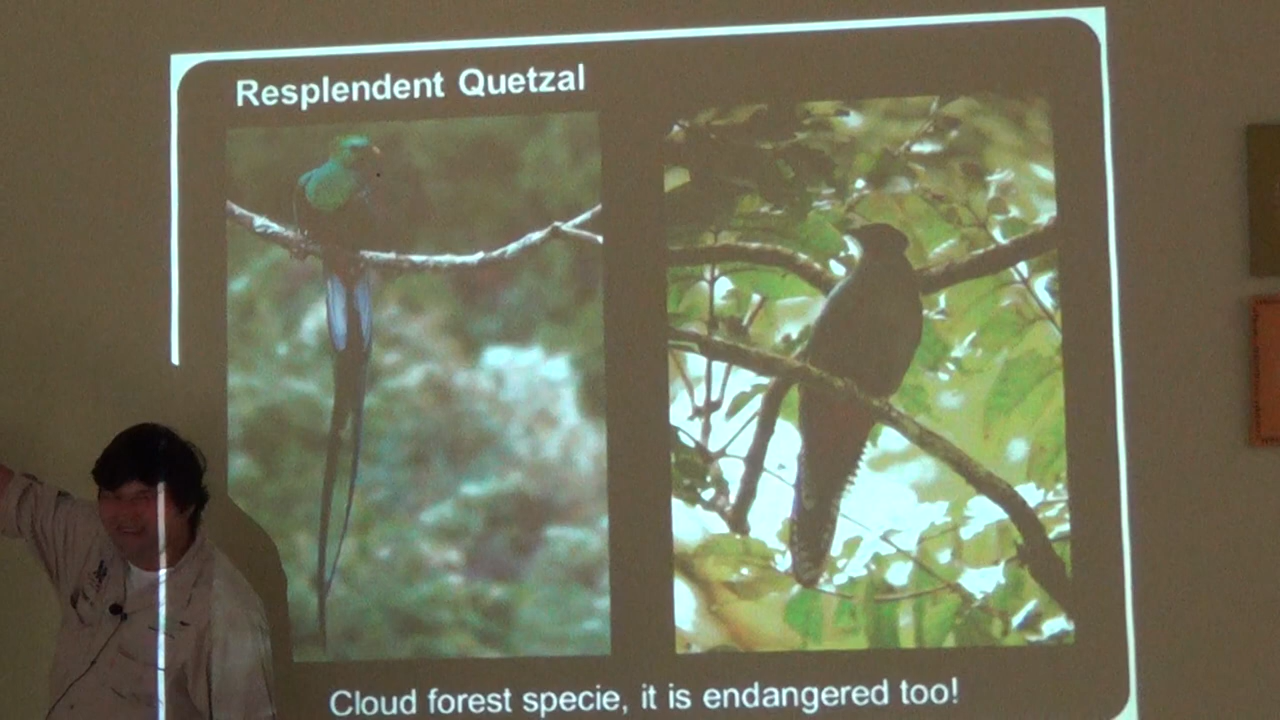 Resplendent Quetzal
Cloud forest specie, it is endangered too!